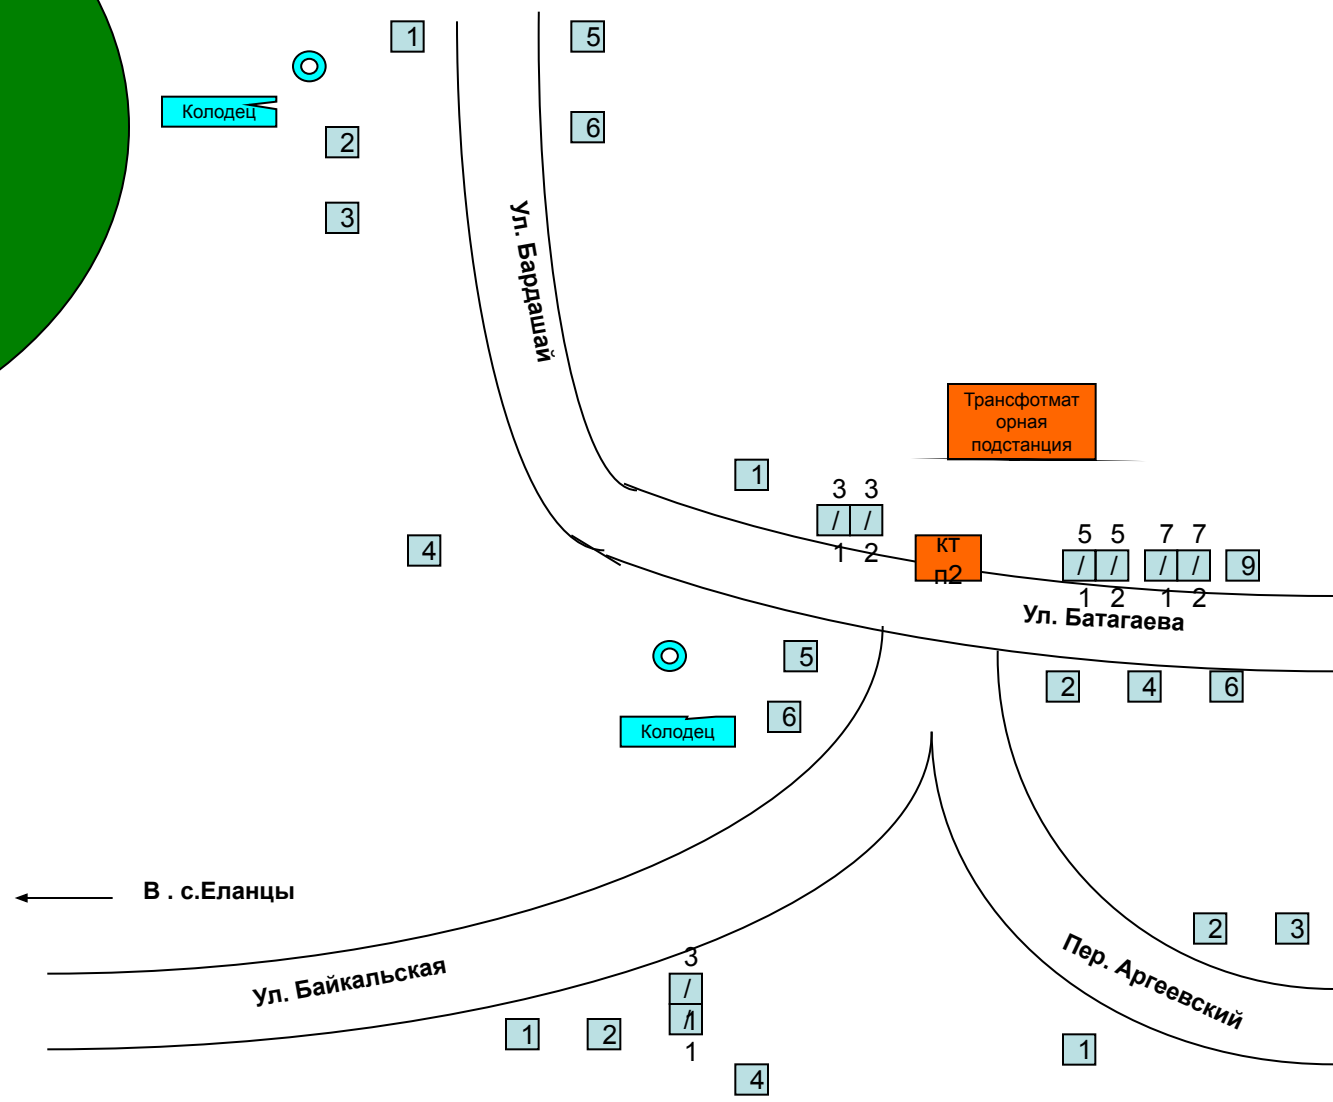 1
5
Колодец
2
6
3
Ул. Бардашай
Трансфотмат
орная
подстанция
1
3 3
/ /
1 2
кт
п2
4
5 5 7 7
/ / / /
1 2 1 2
9
Ул. Батагаева
5
2
4
6
6
Колодец
В . с.Еланцы
Ул. Байкальская
Пер. Аргеевский
2
3
3
/
1
/
1
1
2
4
1